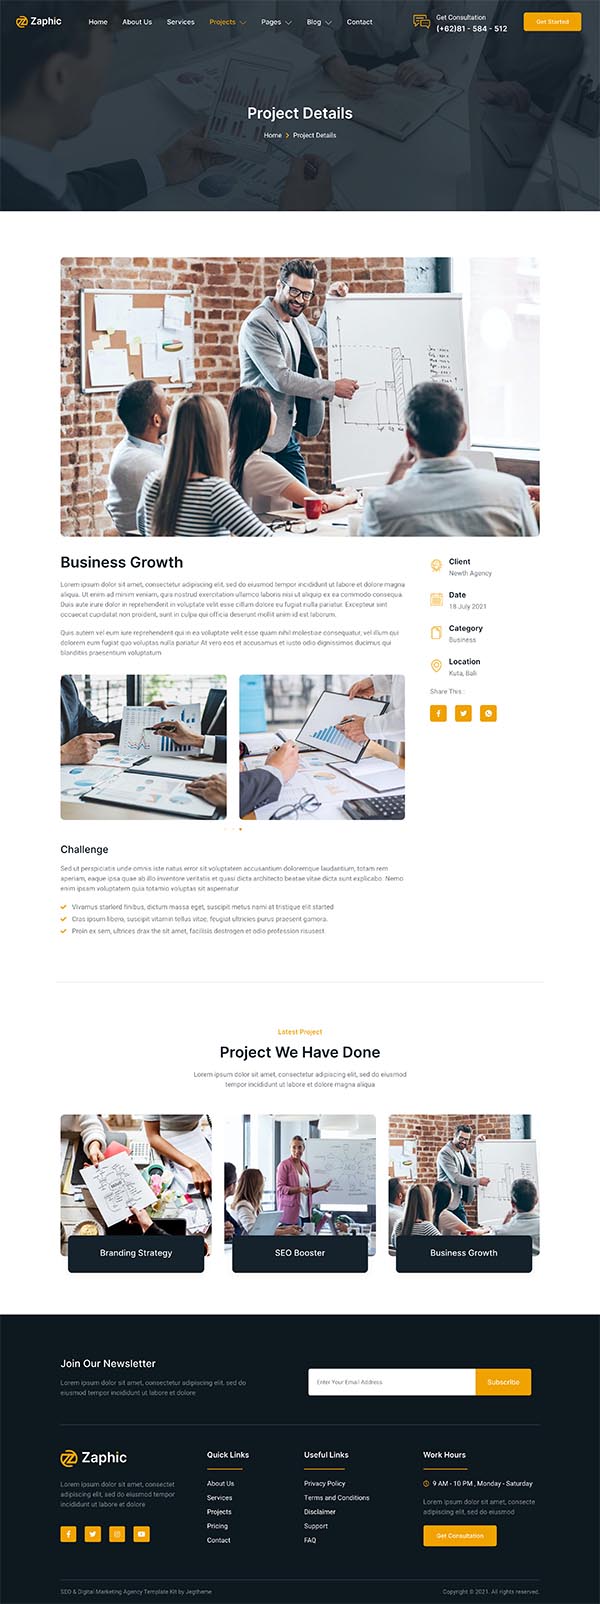 Zaphic
Home
About Us
Services
Projects
Pages
Blog
Contact
Get Consultation
(+62)81 - 584 - 512
Get Started
Project Details
Home
Project Details
Business Growth
Lorem ipsum dolor sit amet, consectetur adipiscing elit, sed do eiusmod tempor incididunt ut labore et dolore magna
aliqua. Ut enim ad minim veniam, quis nostrud exercitation ullamco laboris nisi ut aliquip ex ea commodo consequa.
Duis aute irure dolor in reprehenderit in voluptate velit esse cillum dolore eu fugiat nulla pariatur. Excepteur sint
occaecat cupidatat non proident, sunt in culpa qui officia deserunt mollit anim id est laborum.
Quis autem vel eum iure reprehenderit qui in ea voluptate velit esse quam nihil molestiae consequatur, vel illum qui
dolorem eum fugiat quo voluptas nulla pariatur At vero eos et accusamus et iusto odio dignissimos ducimus qui
blanditiis praesentium voluptatum
Client
Newth Agency
Date
18 July 2021
Category
Business
Location
Kuta, Bali
Share This :
Challenge
Sed ut perspiciatis unde omnis iste natus error sit voluptatem accusantium doloremque laudantium, totam rem
aperiam, eaque ipsa quae ab illo inventore veritatis et quasi dicta architecto beatae vitae dicta sunt explicabo. Nemo
enim ipsam voluptatem quia totamio voluptas sit aspernatur
Vivamus starlord finibus, dictum massa eget, suscipit metus nami at tristique elit started
Cras ipsum libero, suscipit vitamin tellus vitae, feugiat ultricies purus praesent gamora.
Proin ex sem, ultrices drax the sit amet, facilisis destrogen et odio profession risusest.
Latest Project
Project We Have Done
Lorem ipsum dolor sit amet, consectetur adipiscing elit, sed do eiusmod
tempor incididunt ut labore et dolore magna aliqua
Branding Strategy
SEO Booster
Business Growth
Join Our Newsletter
Lorem ipsum dolor sit amet, consectetur adipiscing elit, sed do
eiusmod tempor incididunt ut labore et dolore
Enter Your Email Address
Subscribe
Zaphic
Lorem ipsum dolor sit amet, consectet
adipiscing elit, sed do eiusmod tempor
incididunt ut labore et dolore
Quick Links
About Us
Services
Projects
Pricing
Contact
Useful Links
Privacy Policy
Terms and Conditions
Disclaimer
Support
FAQ
Work Hours
9 AM - 10 PM , Monday - Saturday
Lorem ipsum dolor sit amet, consecte
adipiscing elit, sed do eiusmod
Get Consultation
SEO & Digital Marketing Agency Template Kit by Jegtheme
Copyright © 2021. All rights reserved.